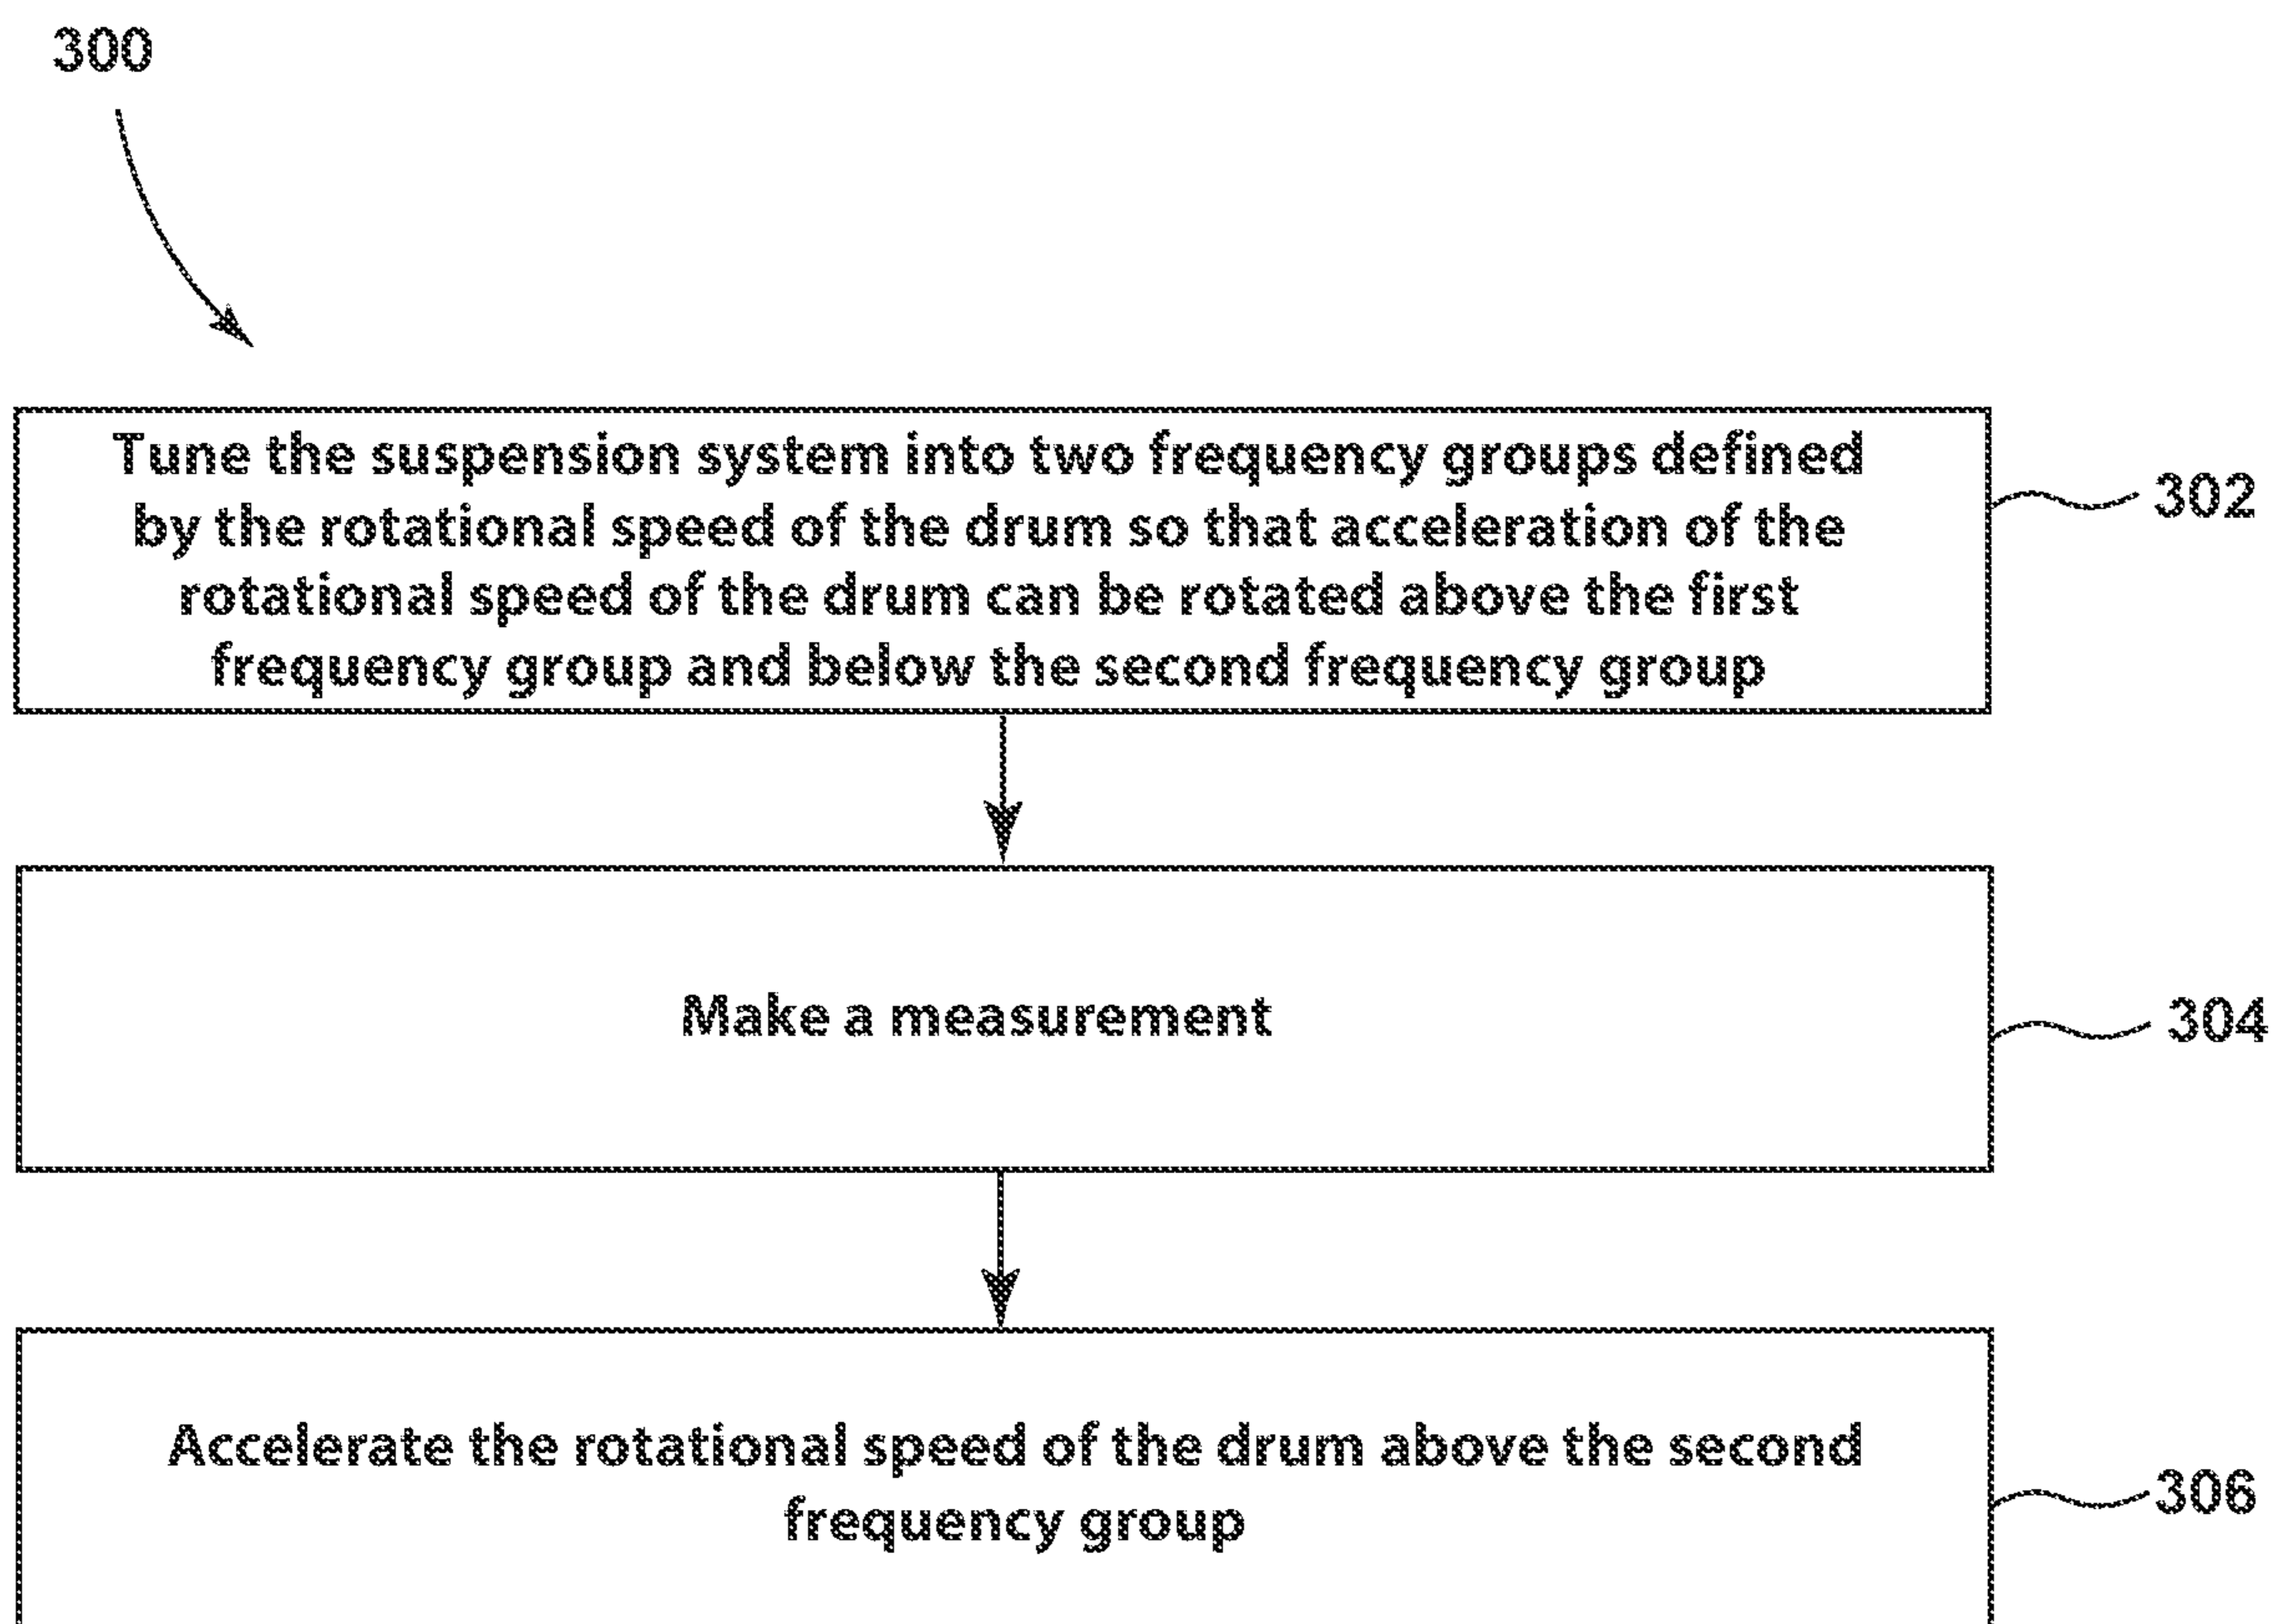 300
Tune the suspension system into two frequency groups defined
by the rotational speed of the drum so that acceleration of the
rotational speed of the drum can be rotated above the first
frequency group and below the second frequency group
302
Make a measurement
304
Accelerate the rotational speed of the drum above the second
frequency group
306